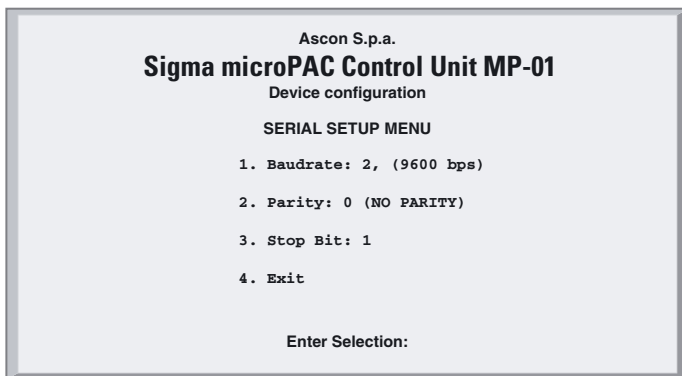 Ascon S.p.a.
Sigma microPAC Control Unit MP-01
Device configuration
SERIAL SETUP MENU
1. Baudrate: 2, (9600 bps)
2. Parity: 0 (NO PARITY)
3. Stop Bit: 1
4. Exit
Enter Selection: